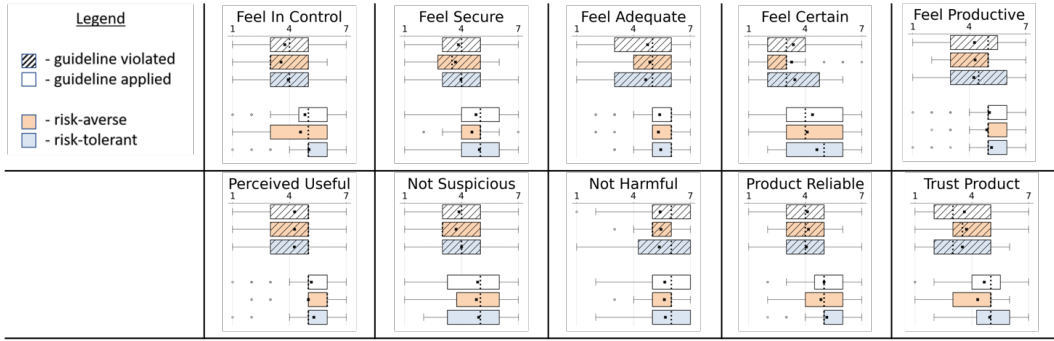 Legend
- guideline violated
- guideline applied
- risk-averse
- risk-tolerant
Feel In Control
1 4 7
Feel Secure
1 4 7
Feel Adequate
1 4 7
Feel Certain
1 4 7
Feel Productive
1 4 7
Perceived Useful
1 4 7
Not Suspicious
1 4 7
Not Harmful
1 4 7
Product Reliable
1 4 7
Trust Product
1 4 7